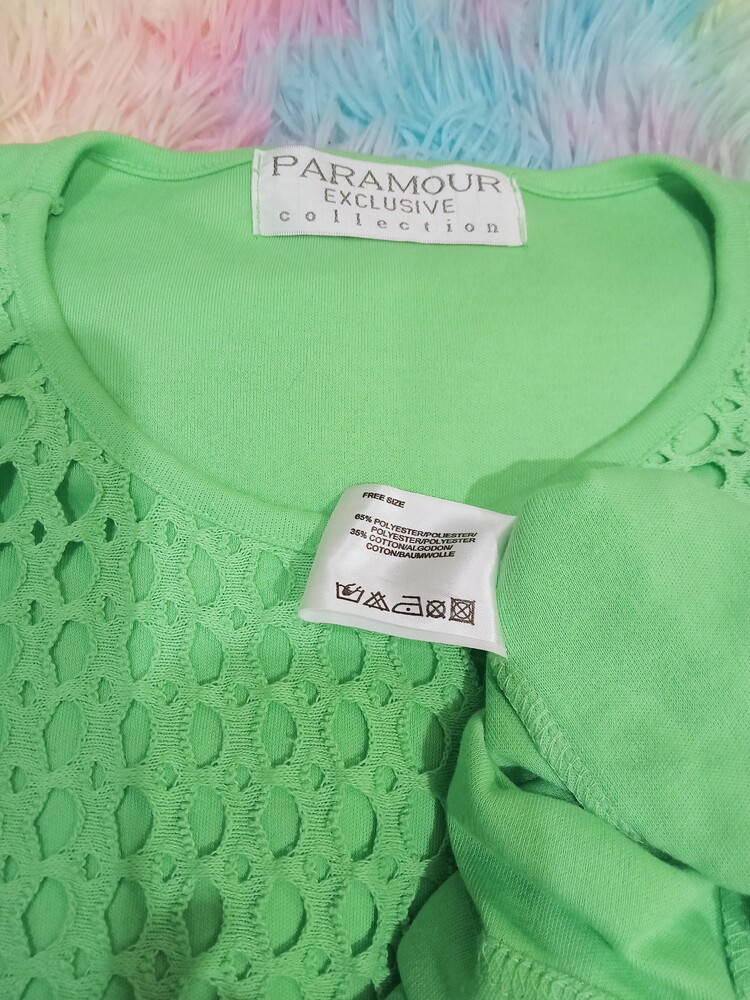 PARAMOUR
EXCLUSIVE
collection
FREE SIZE
65% POLYESTER/POLIESTER/
POLYESTER/POLYESTER
35% COTTON/ALGODON/
COTON/BAUMWOLLE